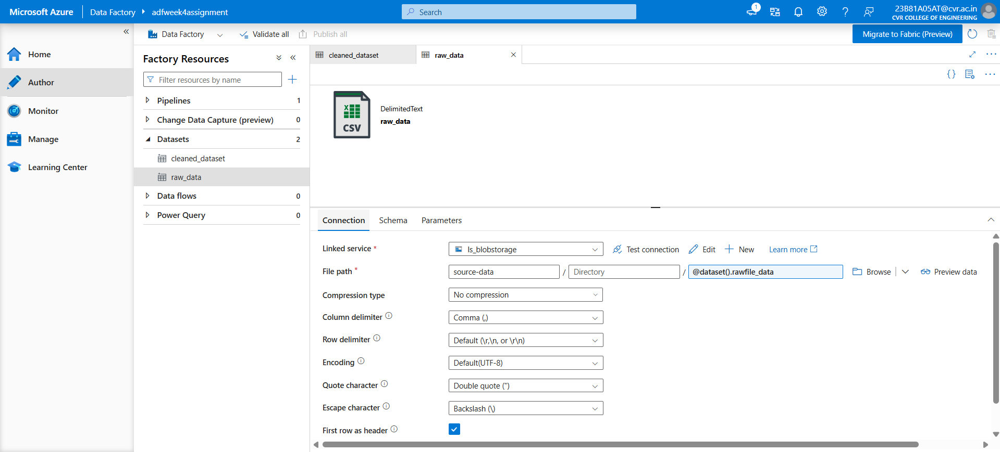 Microsoft Azure
Data Factory
adfweek4assignment
Search
1
23B81A05AT@cvr.ac.in
CVR COLLEGE OF ENGINEERING
Data Factory
Validate all
Publish all
Migrate to Fabric (Preview)
Home
Author
Monitor
Manage
Learning Center
Factory Resources
Filter resources by name
Pipelines 1
Change Data Capture (preview) 0
Datasets 2
cleaned_dataset
raw_data
Data flows 0
Power Query 0
cleaned_dataset
raw_data
{}
X
CSV
DelimitedText
raw_data
Connection
Schema
Parameters
Linked service * ls_blobstorage Test connection Edit New Learn more
File path * source-data / Directory / @dataset().rawfile_data Browse Preview data
Compression type No compression
Column delimiter Comma (,)
Row delimiter Default (\r,\n, or \r\n)
Encoding Default(UTF-8)
Quote character Double quote (")
Escape character Backslash (\)
First row as header